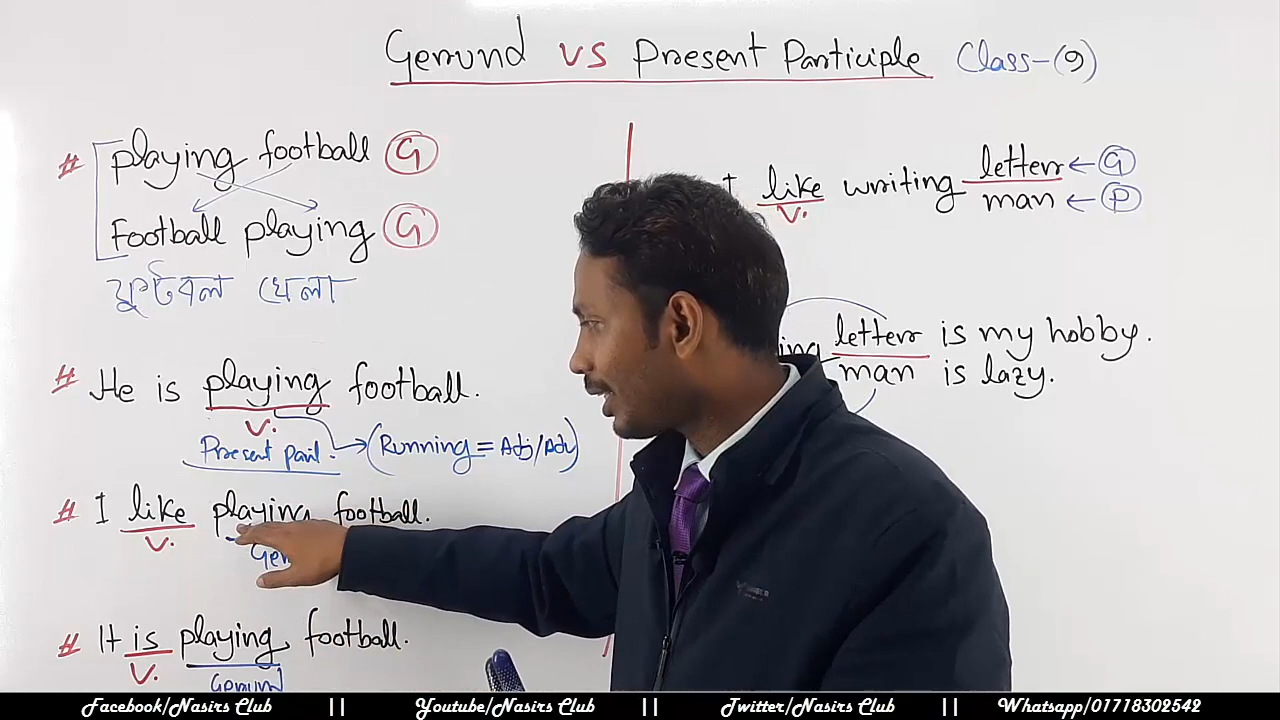 Gerund vs Present Participle Class-(9)
# playing football G
Football playing G
ফুটবল খেলা
# He is playing football.
V.
Present part. → (Running = Adj/Adv)
# I like playing football.
V.
# It is playing football.
V. Gerund
I like writing letter ← G
V. man ← P
letter is my hobby.
man is lazy.
Facebook/Nasirs Club || Youtube/Nasirs Club || Twitter/Nasirs Club || Whatsapp/01778302542